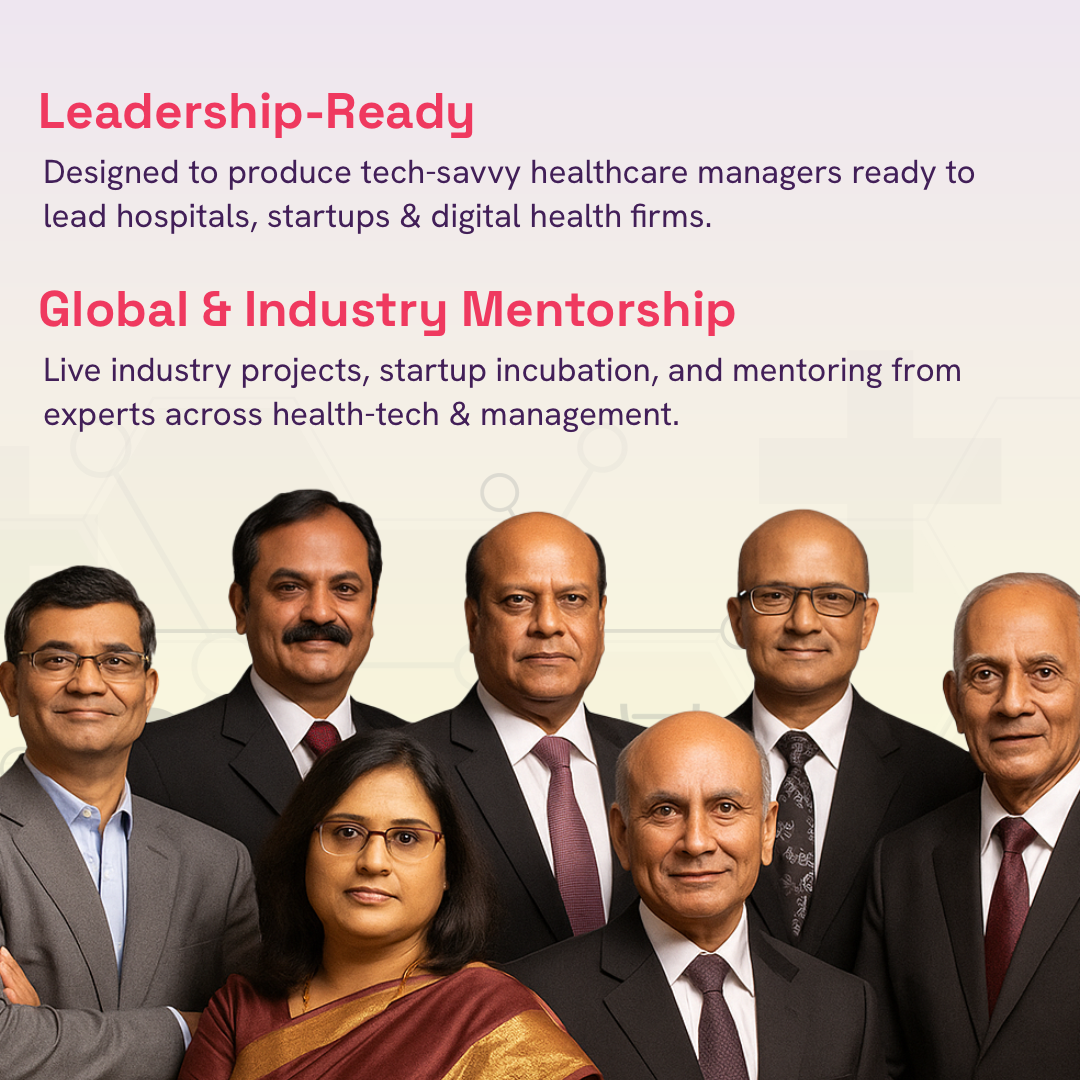 Leadership-Ready
Designed to produce tech-savvy healthcare managers ready to
lead hospitals, startups & digital health firms.
Global & Industry Mentorship
Live industry projects, startup incubation, and mentoring from
experts across health-tech & management.